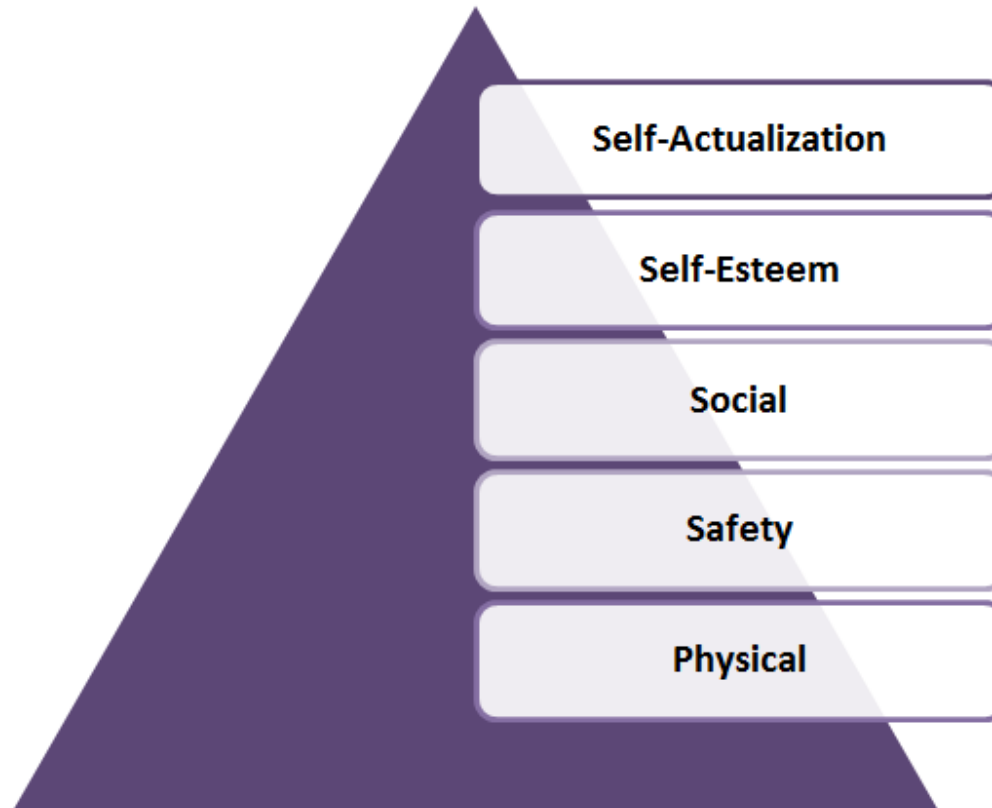 Self-Actualization
Self-Esteem
Social
Safety
Physical